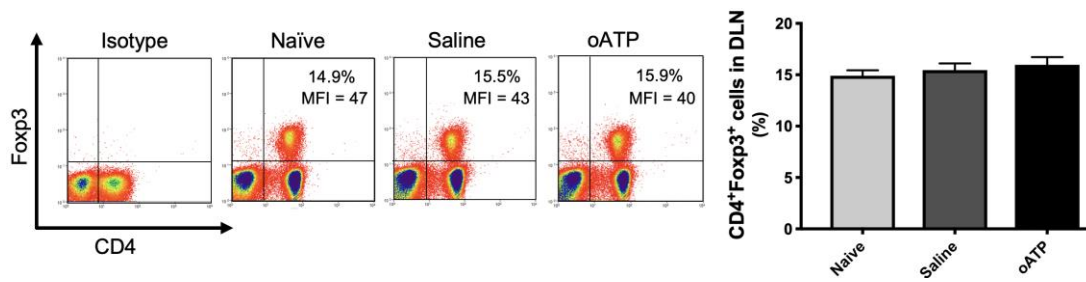 Isotype
Naïve
Saline
oATP
Foxp3
CD4
14.9%
MFI = 47
15.5%
MFI = 43
15.9%
MFI = 40
CD4+Foxp3+ cells in DLN
(%)
20
15
10
5
0
Naive
Saline
oATP